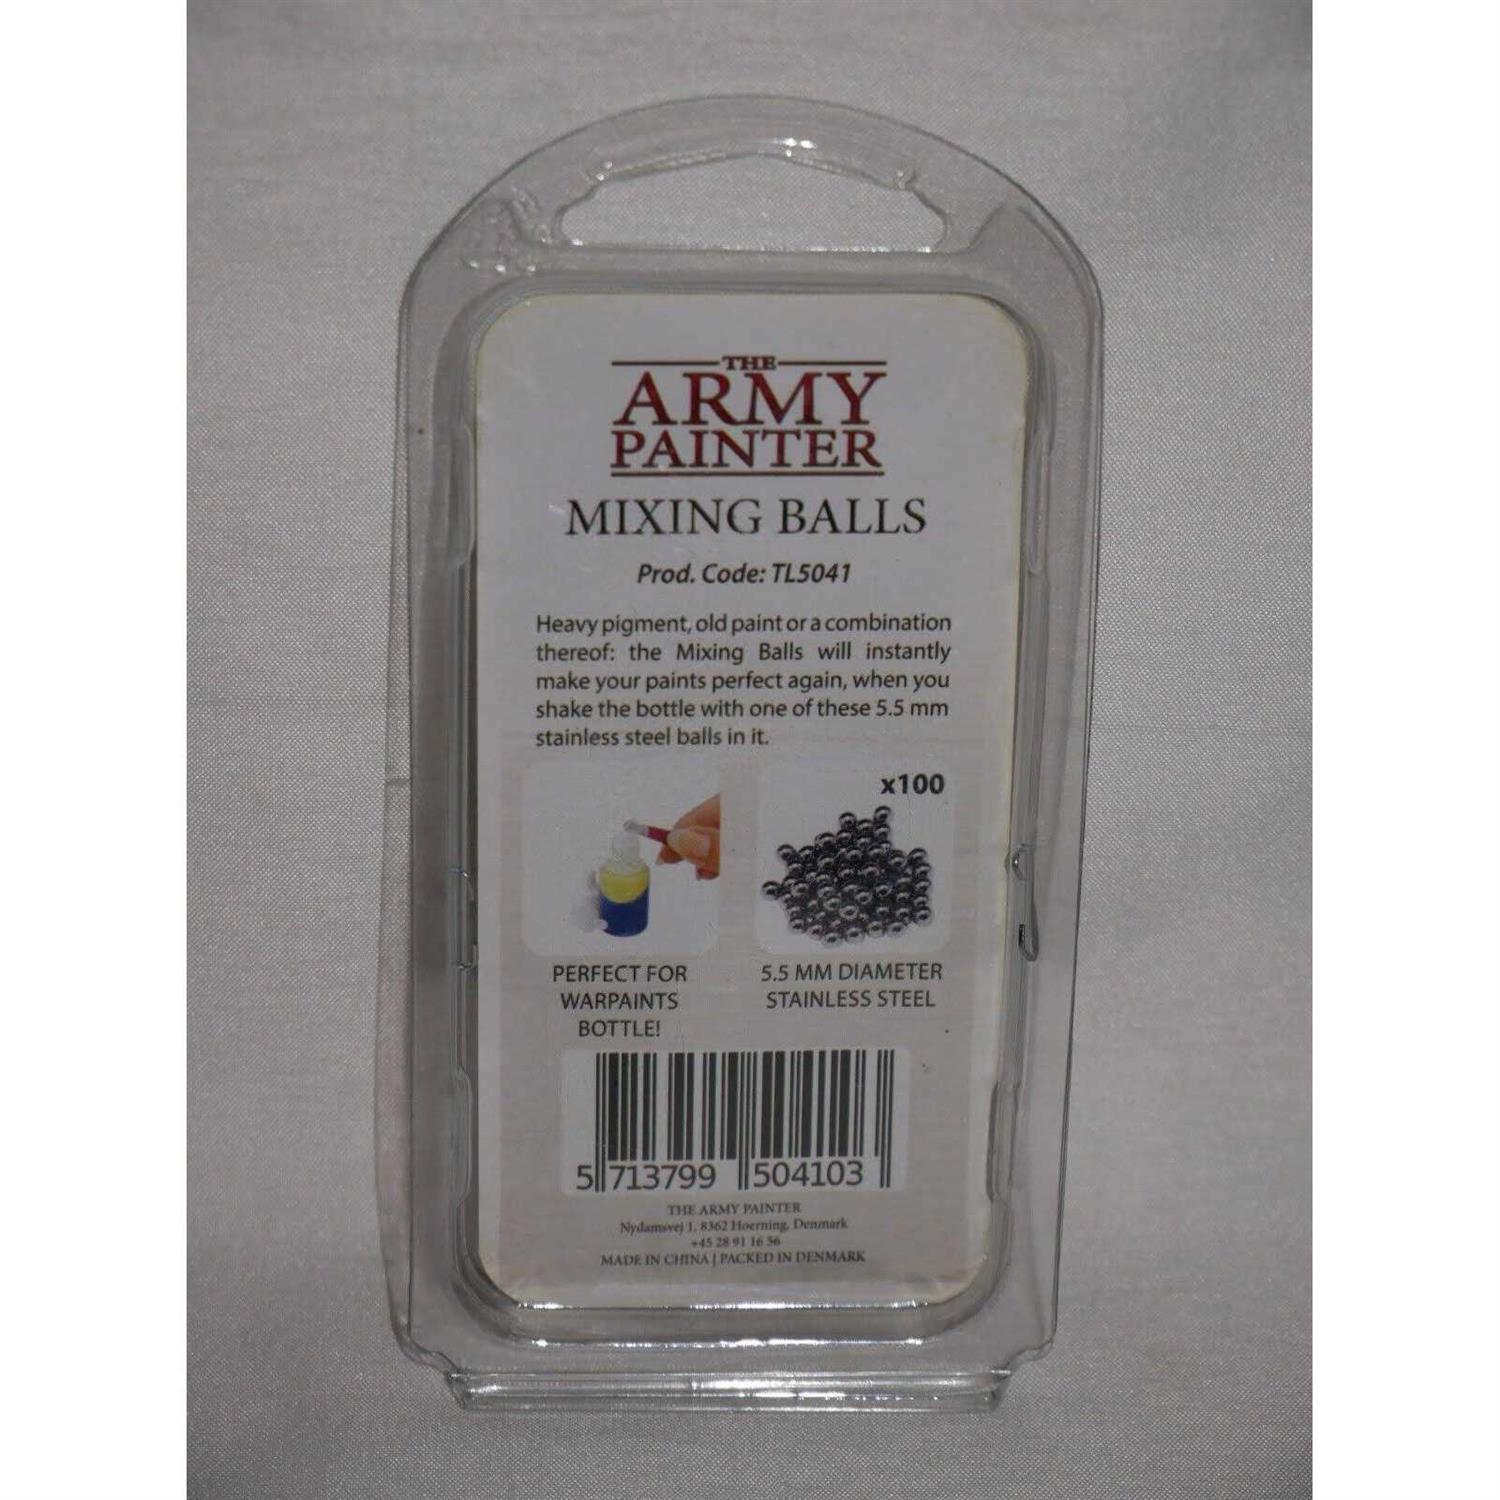 THE
ARMY
PAINTER
MIXING BALLS
Prod. Code: TL5041
Heavy pigment, old paint or a combination
thereof: the Mixing Balls will instantly
make your paints perfect again, when you
shake the bottle with one of these 5.5 mm
stainless steel balls in it.
x100
PERFECT FOR
WARPAINTS
BOTTLE!
5.5 MM DIAMETER
STAINLESS STEEL
5 713799 504103
THE ARMY PAINTER
Nydamsvej 1, 8362 Hoerning, Denmark
+45 28 91 16 56
MADE IN CHINA | PACKED IN DENMARK